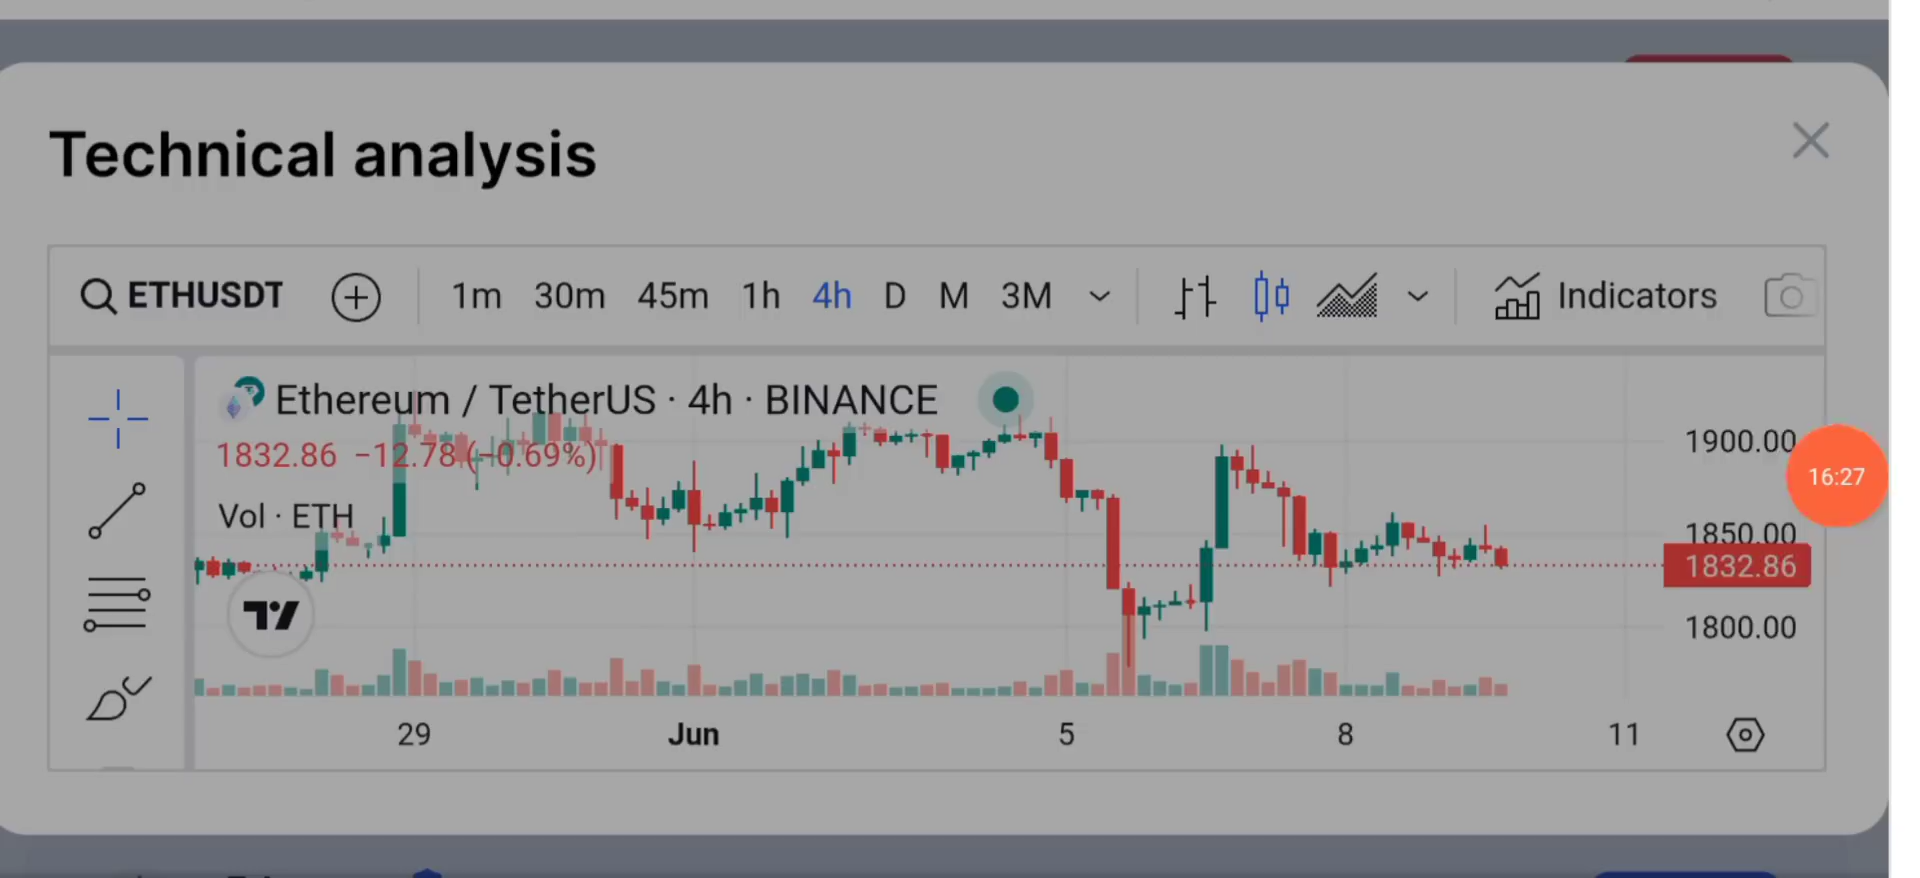 Technical analysis
ETHUSDT 1m 30m 45m 1h 4h D M 3M Indicators
Ethereum / TetherUS · 4h · BINANCE
1832.86 −12.78 (−0.69%)
Vol · ETH
1900.00
16:27
1850.00
1832.86
1800.00
29 Jun 5 8 11